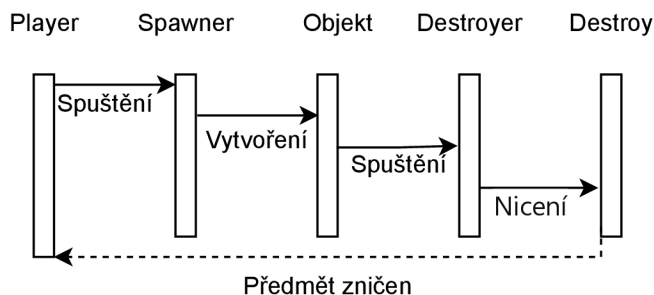 Player Spawner Objekt Destroyer Destroy
Spuštění
Vytvoření
Spuštění
Nicení
Předmět zničen